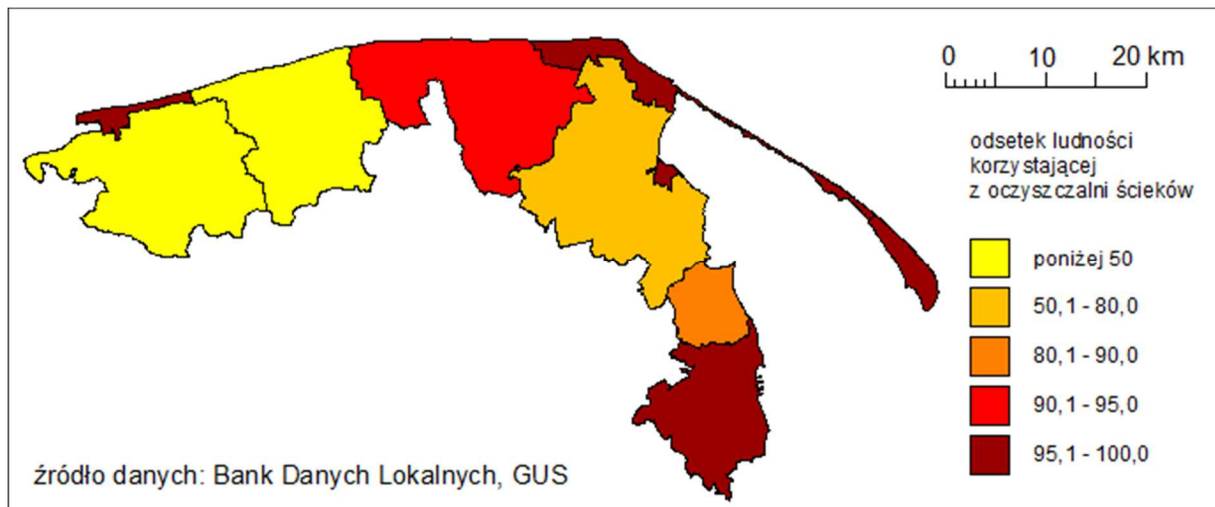 0 10 20 km
odsetek ludności
korzystającej
z oczyszczalni ścieków
poniżej 50
50,1 - 80,0
80,1 - 90,0
90,1 - 95,0
95,1 - 100,0
źródło danych: Bank Danych Lokalnych, GUS